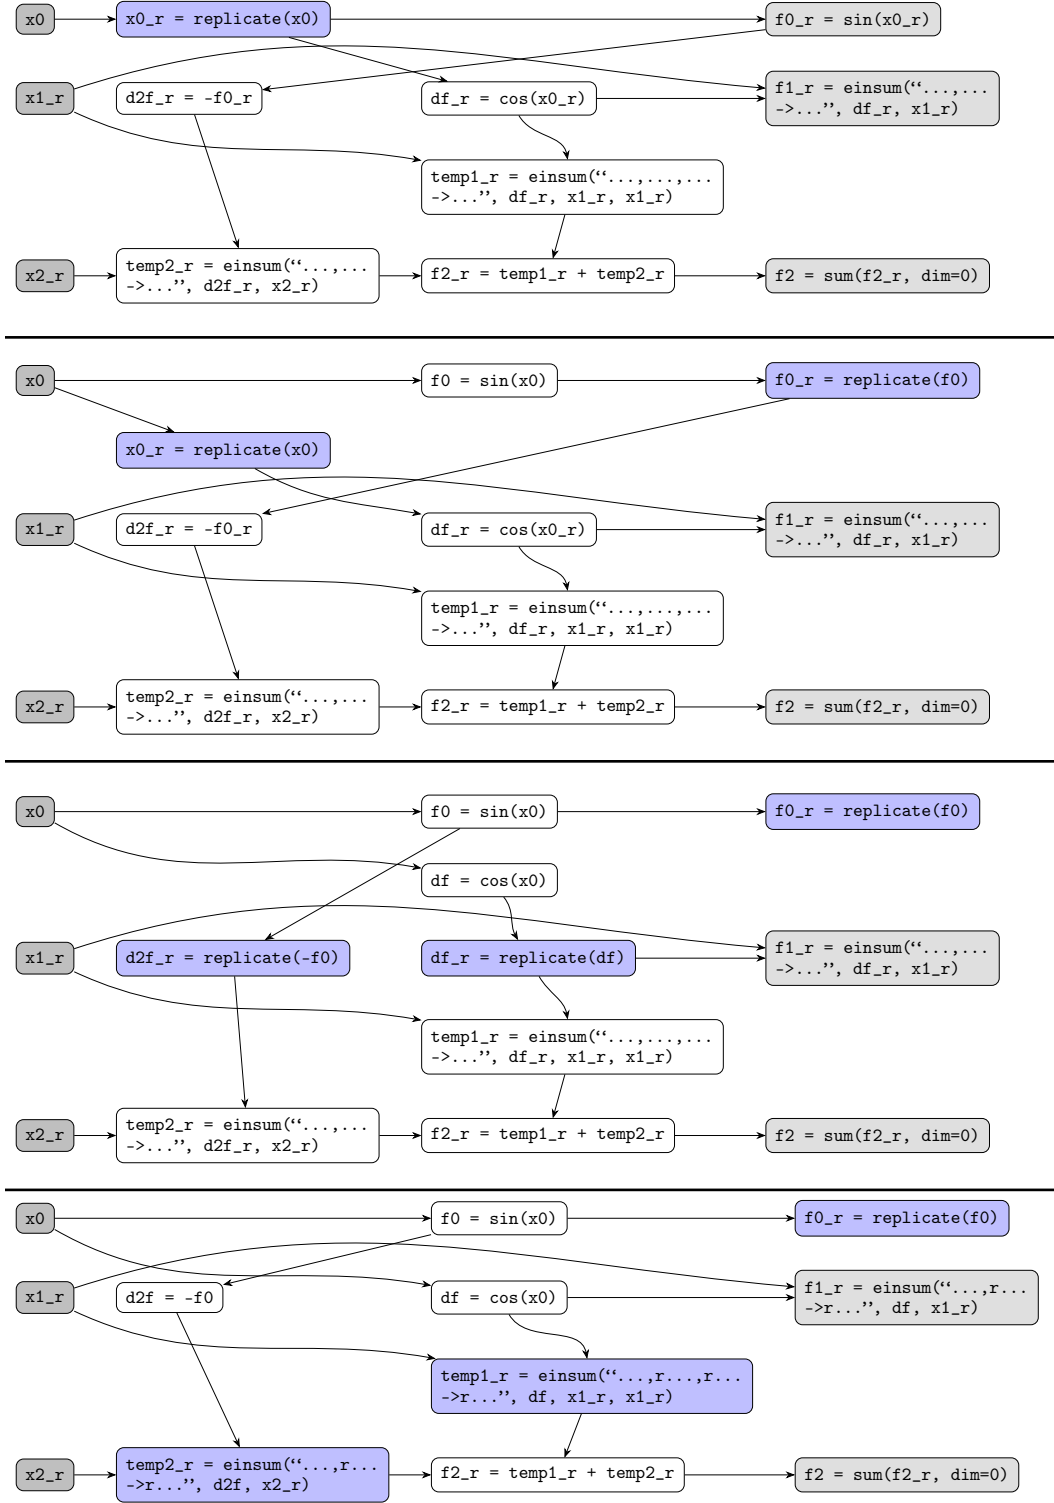 x0
x0_r = replicate(x0)
f0_r = sin(x0_r)
x1_r
d2f_r = -f0_r
df_r = cos(x0_r)
f1_r = einsum(“...,...
->...”, df_r, x1_r)
temp1_r = einsum(“...,...,...
->...”, df_r, x1_r, x1_r)
x2_r
temp2_r = einsum(“...,...
->...”, d2f_r, x2_r)
f2_r = temp1_r + temp2_r
f2 = sum(f2_r, dim=0)
x0
f0 = sin(x0)
f0_r = replicate(f0)
x0_r = replicate(x0)
x1_r
d2f_r = -f0_r
df_r = cos(x0_r)
f1_r = einsum(“...,...
->...”, df_r, x1_r)
temp1_r = einsum(“...,...,...
->...”, df_r, x1_r, x1_r)
x2_r
temp2_r = einsum(“...,...
->...”, d2f_r, x2_r)
f2_r = temp1_r + temp2_r
f2 = sum(f2_r, dim=0)
x0
f0 = sin(x0)
f0_r = replicate(f0)
df = cos(x0)
x1_r
d2f_r = replicate(-f0)
df_r = replicate(df)
f1_r = einsum(“...,...
->...”, df_r, x1_r)
temp1_r = einsum(“...,...,...
->...”, df_r, x1_r, x1_r)
x2_r
temp2_r = einsum(“...,...
->...”, d2f_r, x2_r)
f2_r = temp1_r + temp2_r
f2 = sum(f2_r, dim=0)
x0
f0 = sin(x0)
f0_r = replicate(f0)
x1_r
d2f = -f0
df = cos(x0)
f1_r = einsum(“...,r...
->r...”, df, x1_r)
temp1_r = einsum(“...,r...,r...
->r...”, df, x1_r, x1_r)
x2_r
temp2_r = einsum(“...,r...
->r...”, d2f, x2_r)
f2_r = temp1_r + temp2_r
f2 = sum(f2_r, dim=0)